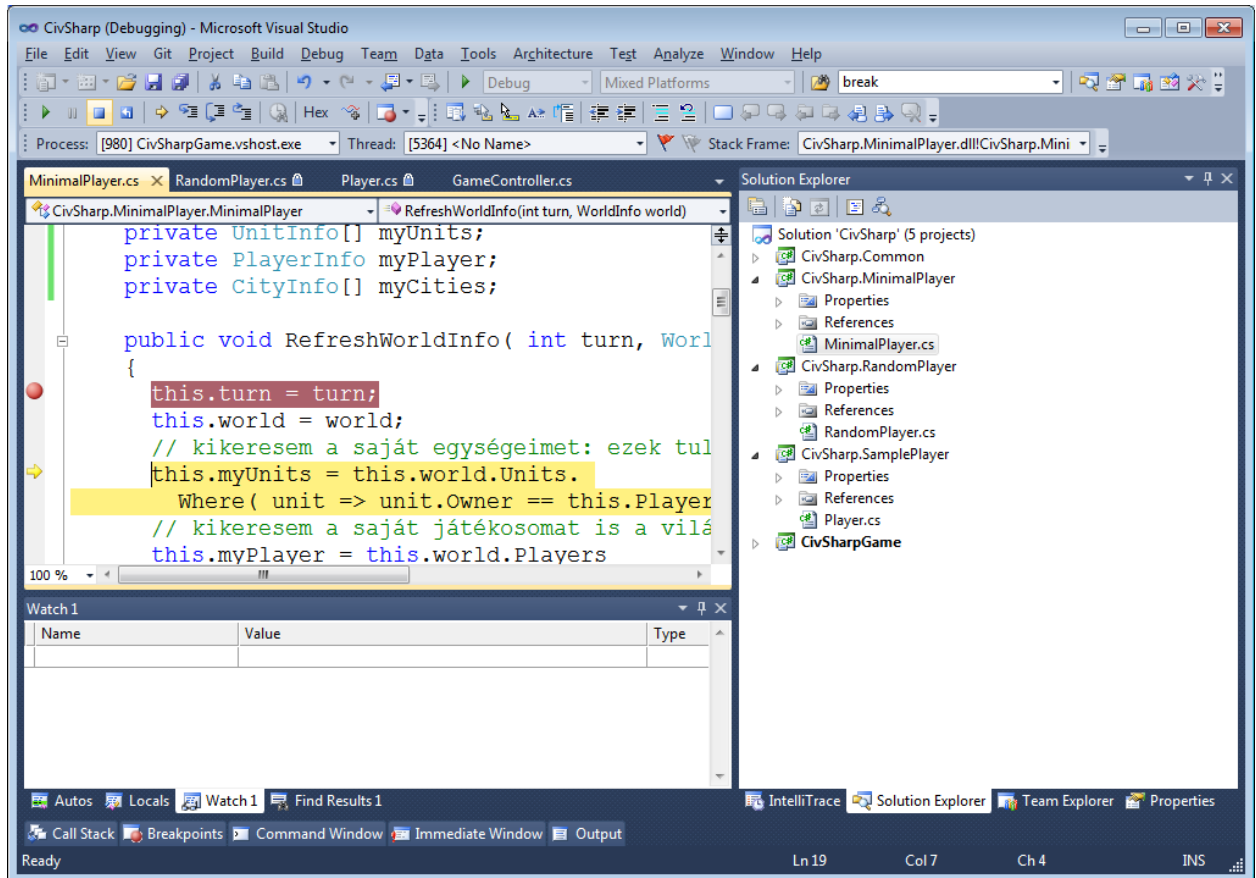 CivSharp (Debugging) - Microsoft Visual Studio
File Edit View Git Project Build Debug Team Data Tools Architecture Test Analyze Window Help
Debug Mixed Platforms break
Hex
Process: [980] CivSharpGame.vshost.exe Thread: [5364] <No Name> Stack Frame: CivSharp.MinimalPlayer.dll!CivSharp.Mini
MinimalPlayer.cs RandomPlayer.cs Player.cs GameController.cs
CivSharp.MinimalPlayer.MinimalPlayer RefreshWorldInfo(int turn, WorldInfo world)
private UnitInfo[] myUnits;
private PlayerInfo myPlayer;
private CityInfo[] myCities;
public void RefreshWorldInfo( int turn, Worl
{
this.turn = turn;
this.world = world;
// kikeresem a saját egységeimet: ezek tul
this.myUnits = this.world.Units.
Where( unit => unit.Owner == this.Player
// kikeresem a saját játékosomat is a vilá
this.myPlayer = this.world.Players
100 %
Watch 1
Name Value Type
Autos Locals Watch 1 Find Results 1
Solution Explorer
Solution 'CivSharp' (5 projects)
CivSharp.Common
CivSharp.MinimalPlayer
Properties
References
MinimalPlayer.cs
CivSharp.RandomPlayer
Properties
References
RandomPlayer.cs
CivSharp.SamplePlayer
Properties
References
Player.cs
CivSharpGame
IntelliTrace Solution Explorer Team Explorer Properties
Call Stack Breakpoints Command Window Immediate Window Output
Ready Ln 19 Col 7 Ch 4 INS